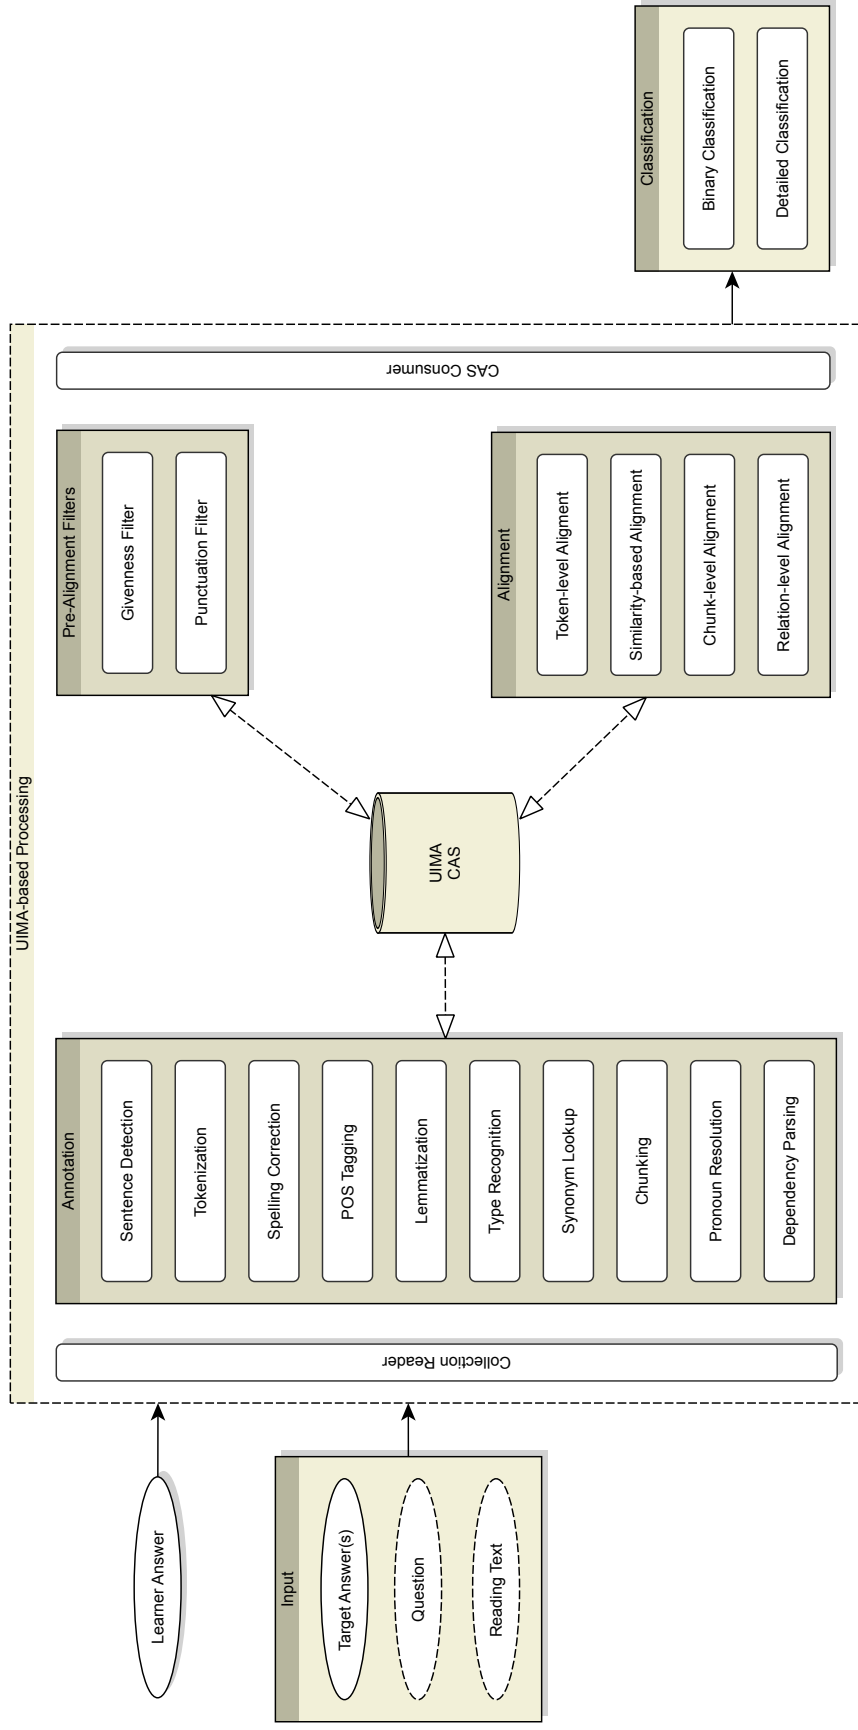 Learner Answer
Input
Target Answer(s)
Question
Reading Text
UIMA-based Processing
Collection Reader
Annotation
Sentence Detection
Tokenization
Spelling Correction
POS Tagging
Lemmatization
Type Recognition
Synonym Lookup
Chunking
Pronoun Resolution
Dependency Parsing
UIMA
CAS
Pre-Alignment Filters
Givenness Filter
Punctuation Filter
Alignment
Token-level Aligment
Similarity-based Alignment
Chunk-level Alignment
Relation-level Alignment
CAS Consumer
Classification
Binary Classification
Detailed Classification